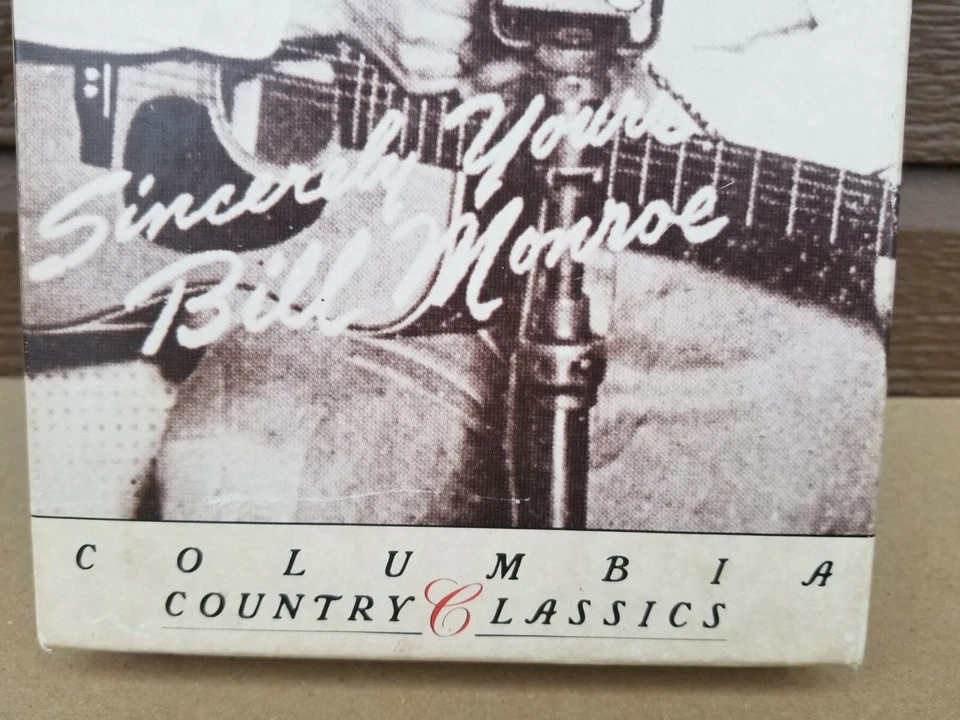 Sincerely Yours
Bill Monroe
COLUMBIA
COUNTRY CLASSICS